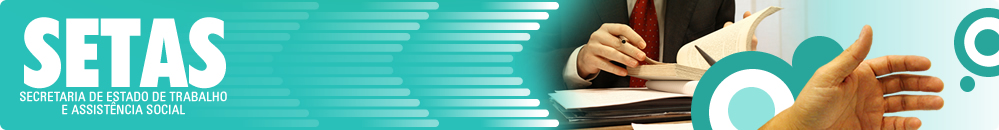 SETAS
SECRETARIA DE ESTADO DE TRABALHO
E ASSISTÊNCIA SOCIAL